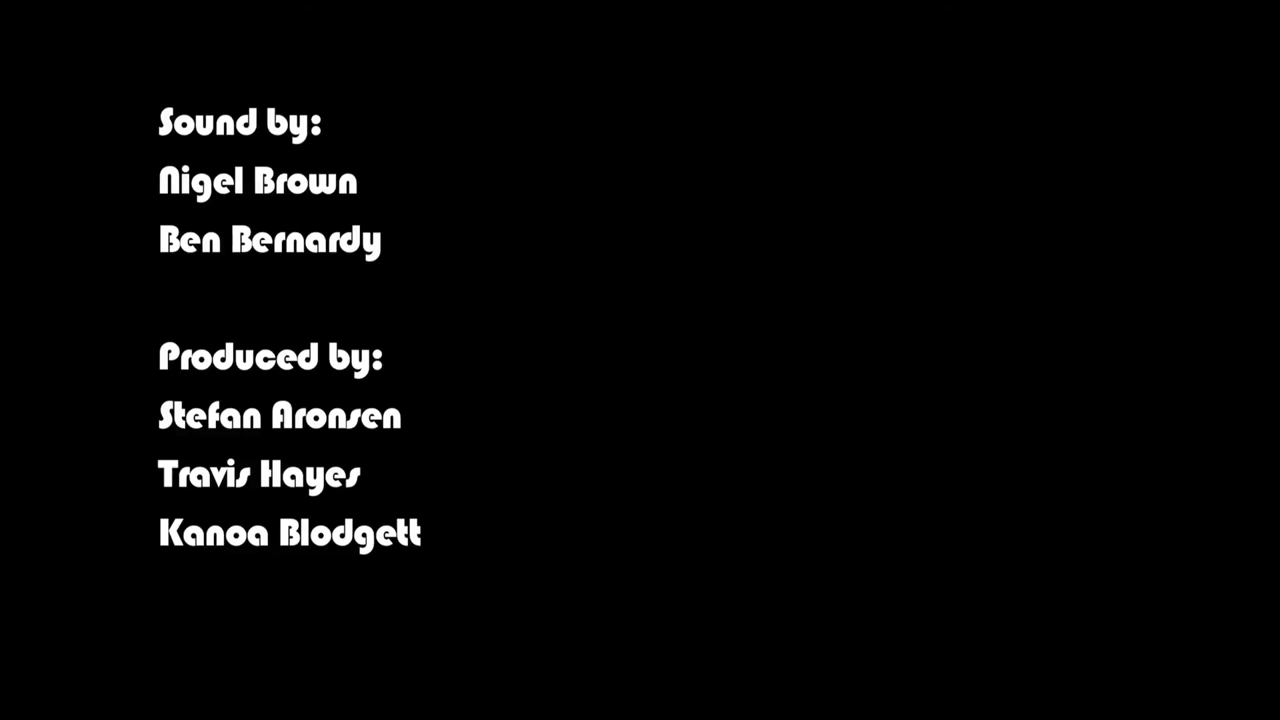 Sound by:
Nigel Brown
Ben Bernardy
Produced by:
Stefan Aronsen
Travis Hayes
Kanoa Blodgett